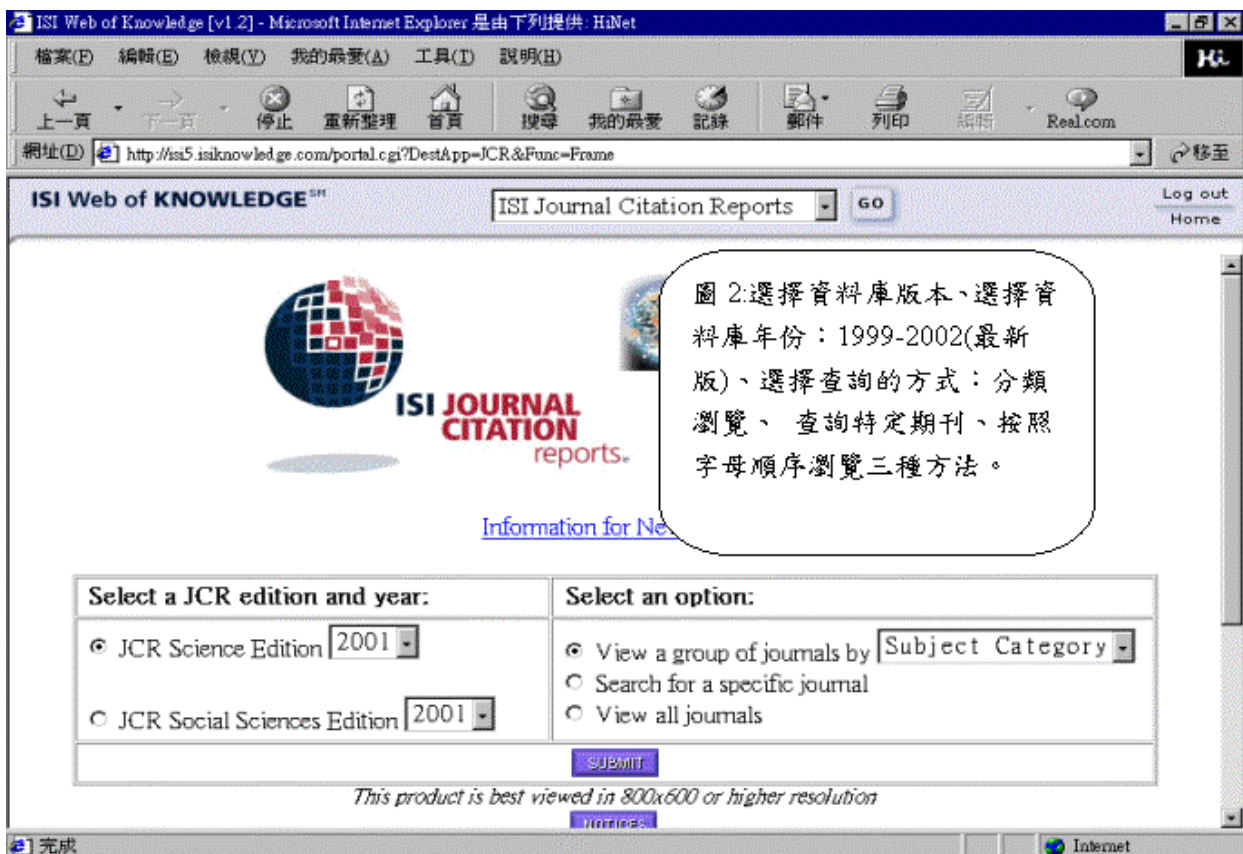 ISI Web of Knowledge [v1.2] - Microsoft Internet Explorer 是由下列提供: HiNet
檔案(F) 編輯(E) 檢視(V) 我的最愛(A) 工具(T) 說明(H)
Hi
上一頁 下一頁 停止 重新整理 首頁 搜尋 我的最愛 記錄 郵件 列印 編輯 Real.com
網址(D) http://isi5.isiknowledge.com/portal.cgi?DestApp=JCR&Func=Frame 移至
ISI Web of KNOWLEDGE SM ISI Journal Citation Reports GO Log out
Home
ISI JOURNAL
CITATION
reports.
圖 2:選擇資料庫版本、選擇資
料庫年份：1999-2002(最新
版)、選擇查詢的方式：分類
瀏覽、 查詢特定期刊、按照
字母順序瀏覽三種方法。
Information for Ne
Select a JCR edition and year: Select an option:
JCR Science Edition 2001 View a group of journals by Subject Category
Search for a specific journal
JCR Social Sciences Edition 2001 View all journals
SUBMIT
This product is best viewed in 800x600 or higher resolution
NOTICES
完成 Internet